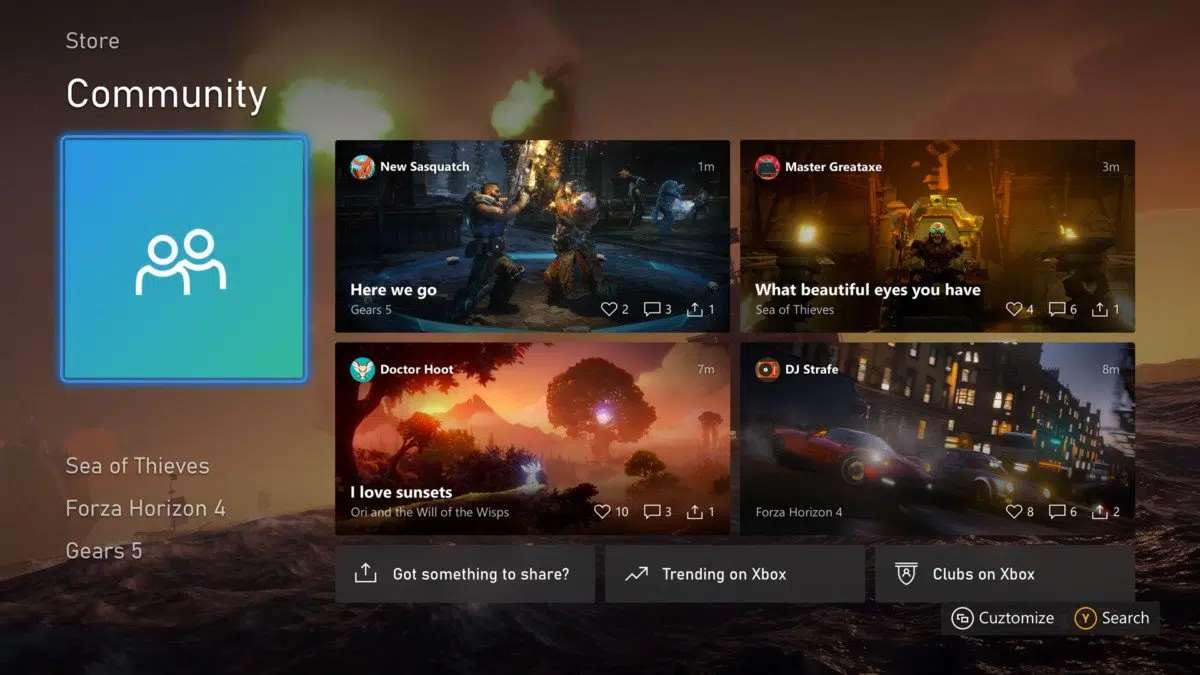 Store
Community
New Sasquatch
1m
Here we go
Gears 5
2
3
1
Master Greataxe
3m
What beautiful eyes you have
Sea of Thieves
4
6
1
Doctor Hoot
7m
I love sunsets
Ori and the Will of the Wisps
10
3
1
DJ Strafe
8m
Forza Horizon 4
8
6
2
Sea of Thieves
Forza Horizon 4
Gears 5
Got something to share?
Trending on Xbox
Clubs on Xbox
Cuztomize
Y Search